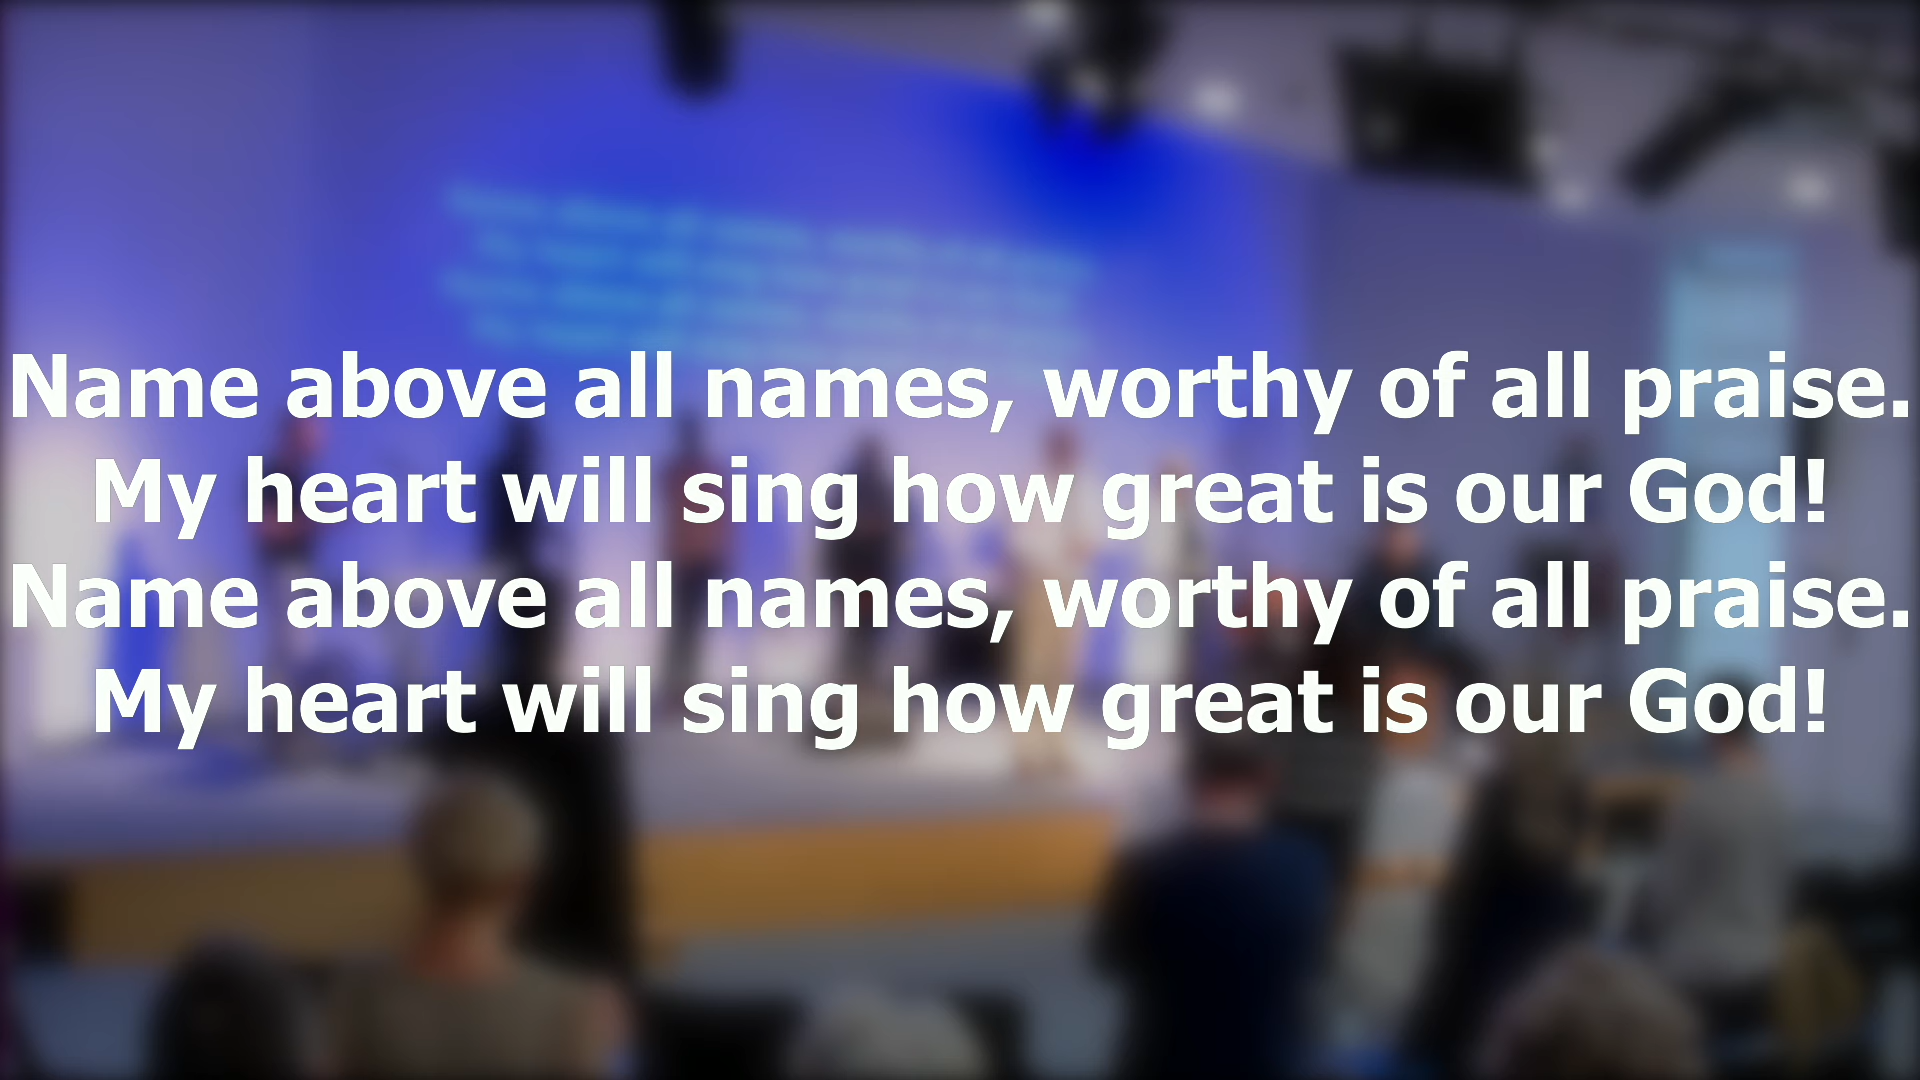 Name above all names, worthy of all praise.
My heart will sing how great is our God!
Name above all names, worthy of all praise.
My heart will sing how great is our God!